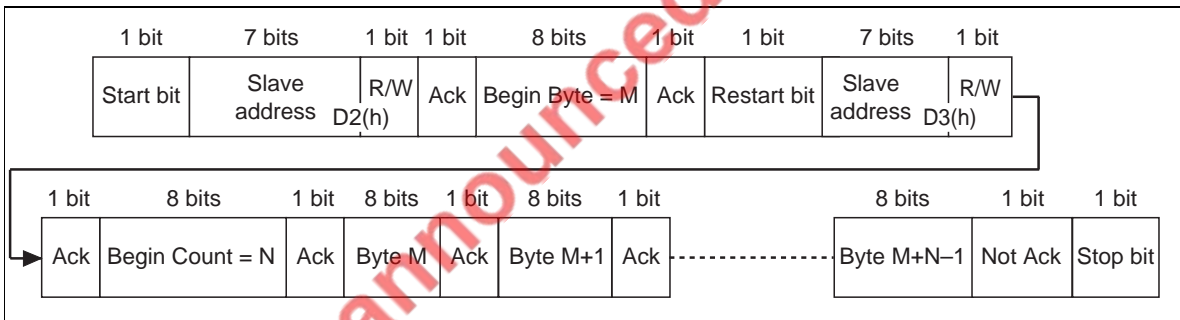 1 bit 7 bits 1 bit 1 bit 8 bits 1 bit 1 bit 7 bits 1 bit
Start bit Slave address D2(h) R/W Ack Begin Byte = M Ack Restart bit Slave address D3(h) R/W
1 bit 8 bits 1 bit 8 bits 1 bit 8 bits 1 bit 8 bits 1 bit 1 bit
Ack Begin Count = N Ack Byte M Ack Byte M+1 Ack Byte M+N–1 Not Ack Stop bit
announced